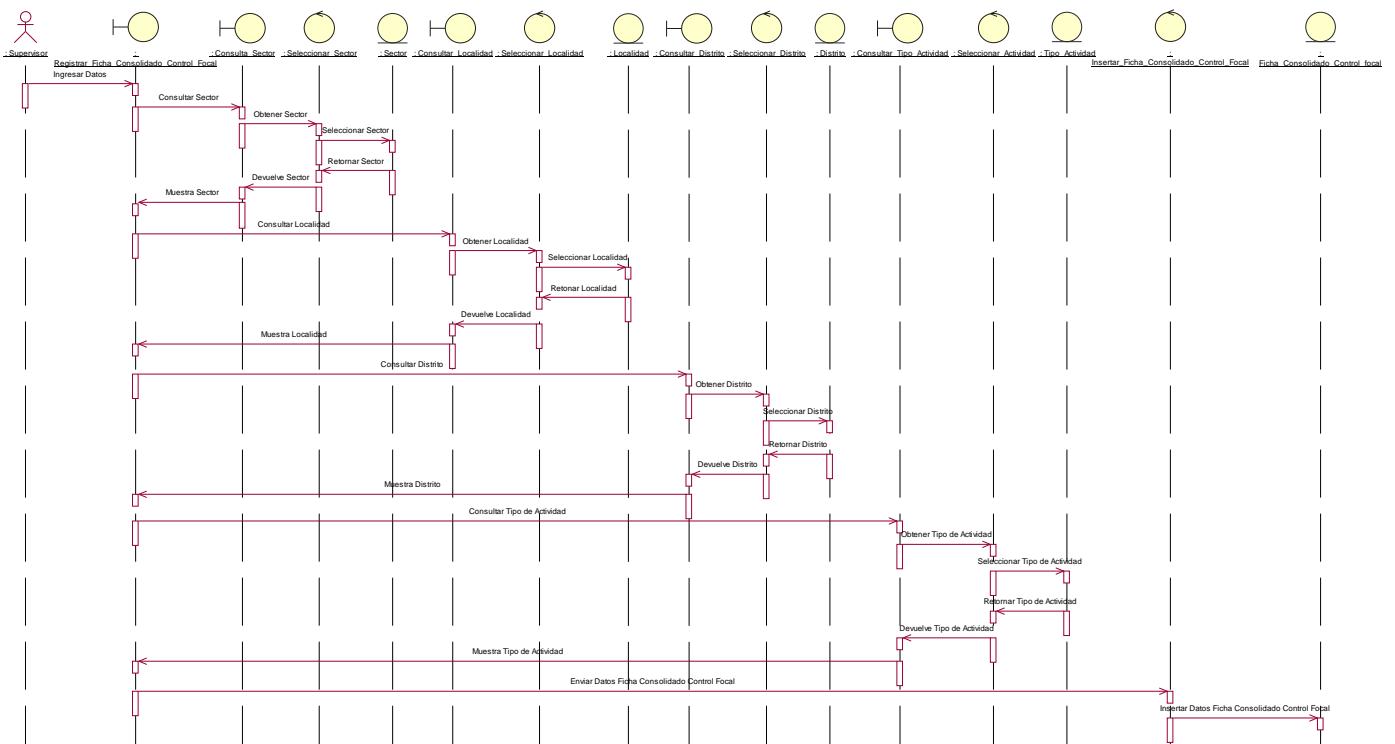 : Supervisor
:
Registrar_Ficha_Consolidado_Control_Focal
: Consulta_Sector
: Seleccionar_Sector
: Sector
: Consultar_Localidad
: Seleccionar_Localidad
: Localidad
: Consultar_Distrito
: Seleccionar_Distrito
: Distrito
: Consultar_Tipo_Actividad
: Seleccionar_Actividad
: Tipo_Actividad
:
Insertar_Ficha_Consolidado_Control_Focal
:
Ficha_Consolidado_Control_focal
Ingresar Datos
Consultar Sector
Obtener Sector
Seleccionar Sector
Retornar Sector
Devuelve Sector
Muestra Sector
Consultar Localidad
Obtener Localidad
Seleccionar Localidad
Retonar Localidad
Devuelve Localidad
Muestra Localidad
Consultar Distrito
Obtener Distrito
Seleccionar Distrito
Retornar Distrito
Devuelve Distrito
Muestra Distrito
Consultar Tipo de Actividad
Obtener Tipo de Actividad
Seleccionar Tipo de Actividad
Retornar Tipo de Actividad
Devuelve Tipo de Actividad
Muestra Tipo de Actividad
Enviar Datos Ficha Consolidado Control Focal
Insertar Datos Ficha Consolidado Control Focal